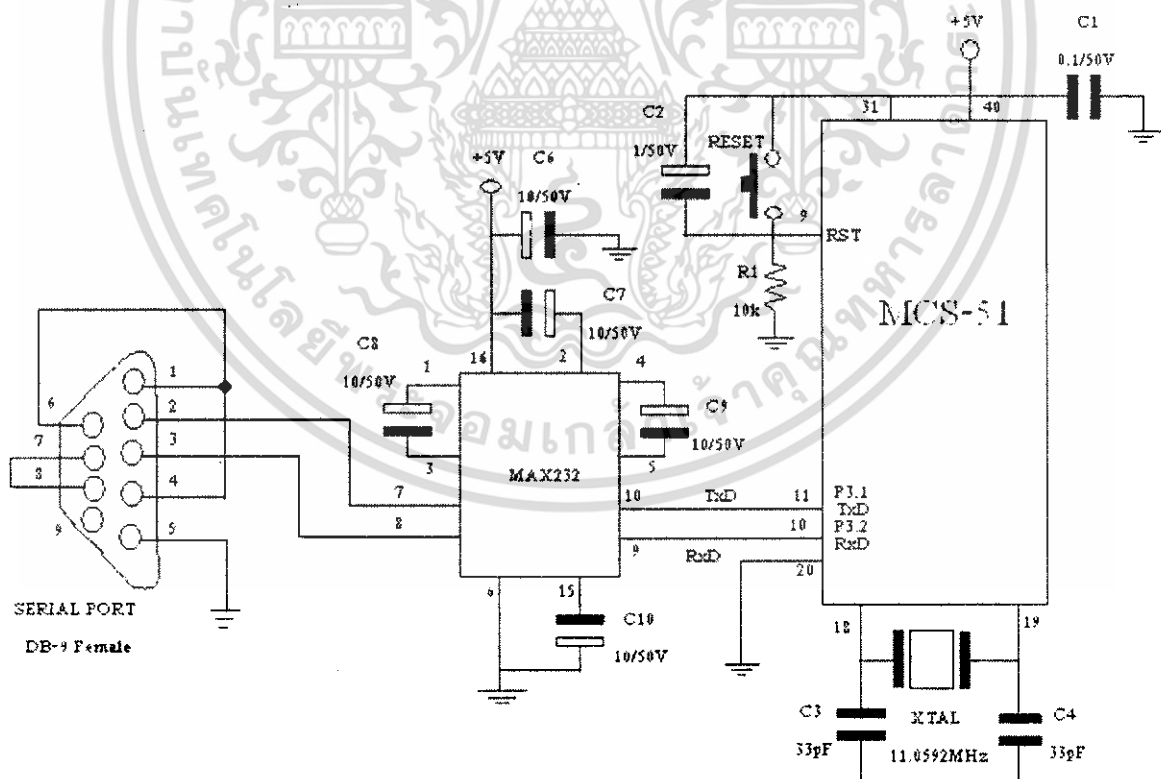 +5V
C1
0.1/50V
31
40
C2
1/50V
RESET
9
RST
R1
10k
MCS-51
+5V
C6
10/50V
C7
10/50V
16
2
C8
10/50V
1
3
4
C9
10/50V
5
MAX232
7
8
10
TxD
11
P3.1
TxD
9
RxD
10
P3.2
RxD
20
15
C10
10/50V
1
2
3
4
5
6
7
8
9
SERIAL PORT
DB-9 Female
18
19
C3
33pF
XTAL
11.0592MHz
C4
33pF